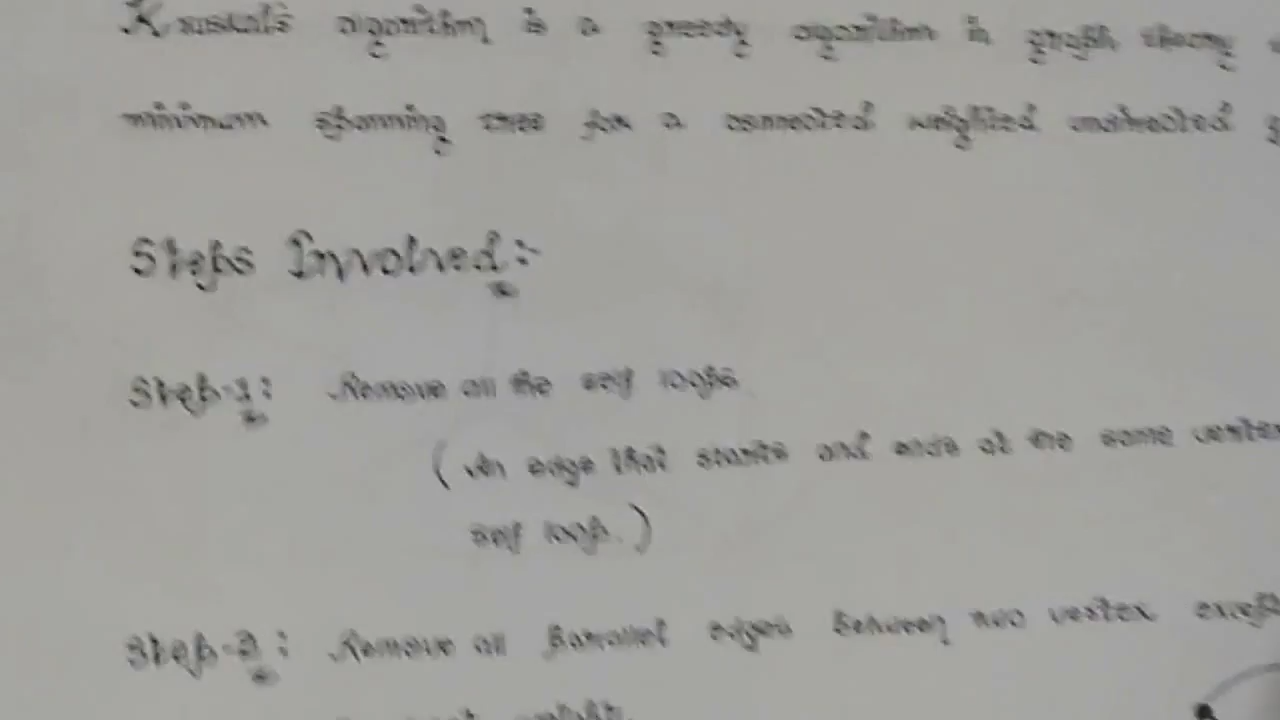 Kruskal's algorithm is a greedy algorithm in graph theory
minimum spanning tree for a connected weighted undirected
Steps Involved:-
Step-1: Remove all the self loops.
(An edge that starts and ends at the same vertex
self loop.)
Step-2: Remove all parallel edges between two vertex except
weight.